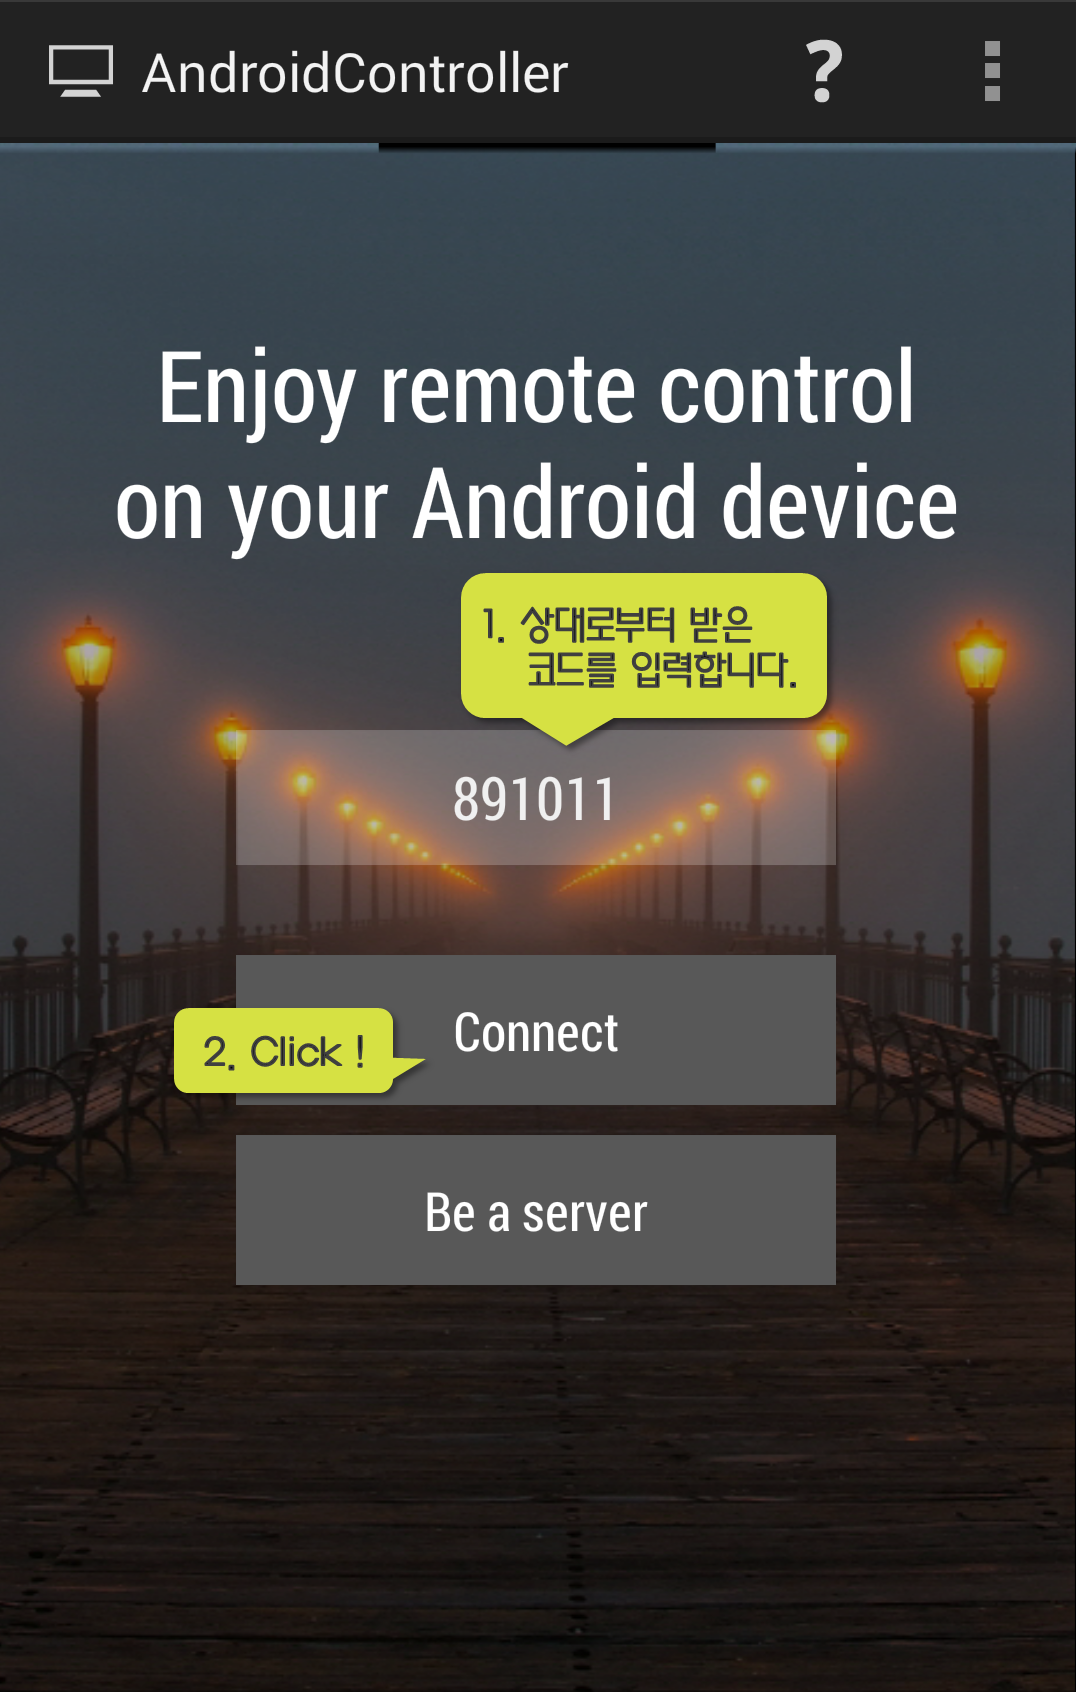 AndroidController
Enjoy remote control
on your Android device
1. 상대로부터 받은
코드를 입력합니다.
891011
2. Click !
Connect
Be a server